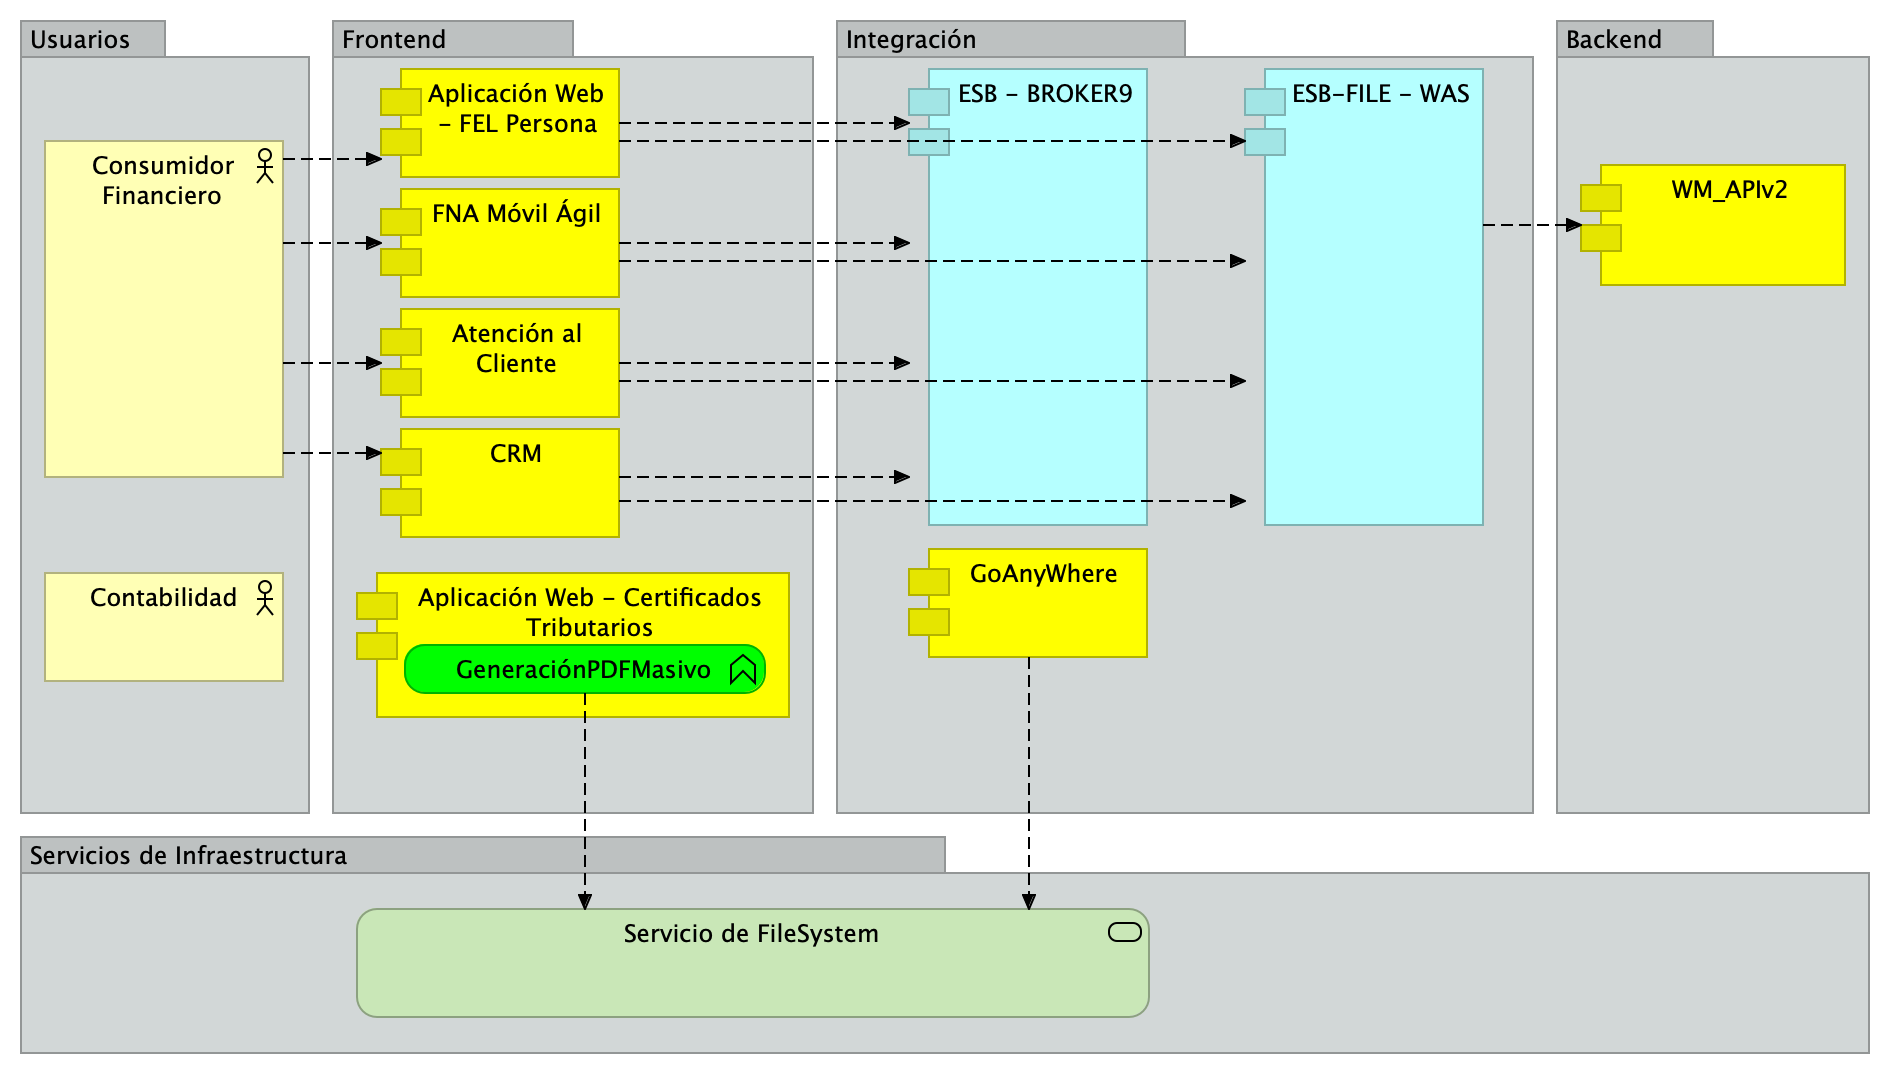 Usuarios
Consumidor
Financiero
Contabilidad
Frontend
Aplicación Web
- FEL Persona
FNA Móvil Ágil
Atención al
Cliente
CRM
Aplicación Web - Certificados
Tributarios
GeneraciónPDFMasivo
Integración
ESB - BROKER9
ESB-FILE - WAS
GoAnyWhere
Backend
WM_APIv2
Servicios de Infraestructura
Servicio de FileSystem